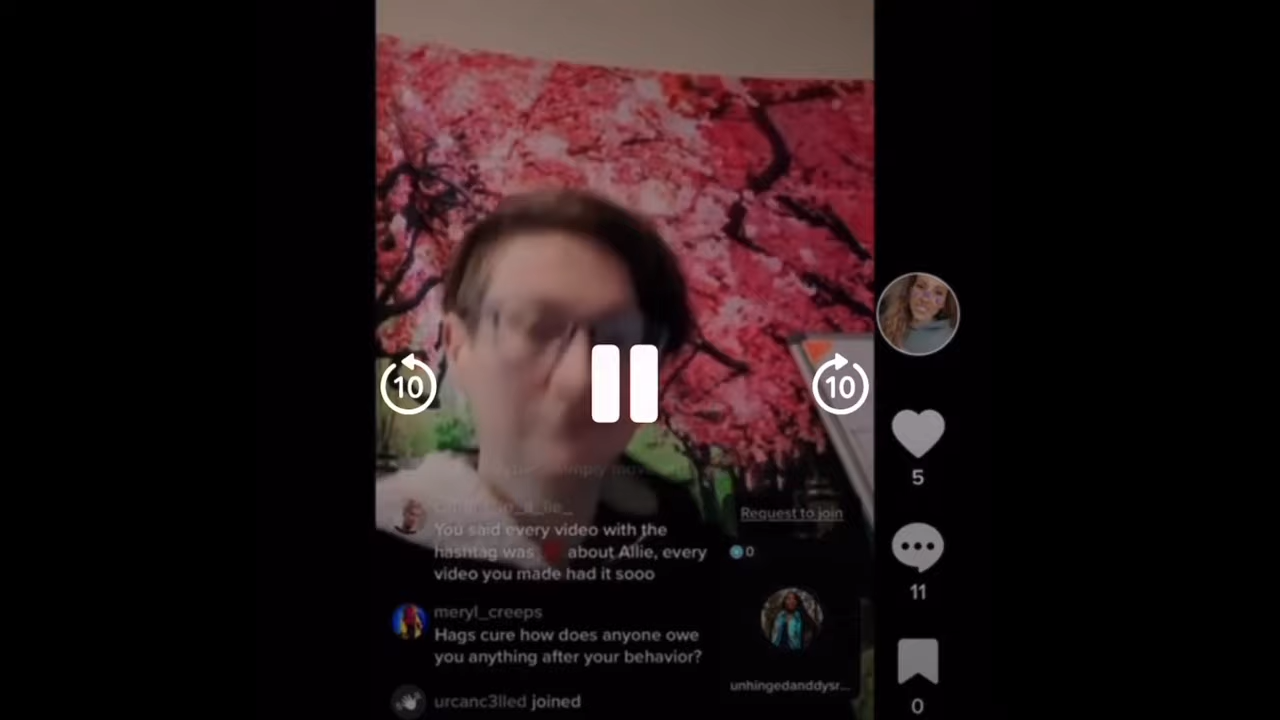 10
10
5
Request to join
You said every video with the
hashtag was about Allie, every
video you made had it sooo
0
11
meryl_creeps
Hags cure how does anyone owe
you anything after your behavior?
unhingedanddysr...
urcanc3lled joined
0